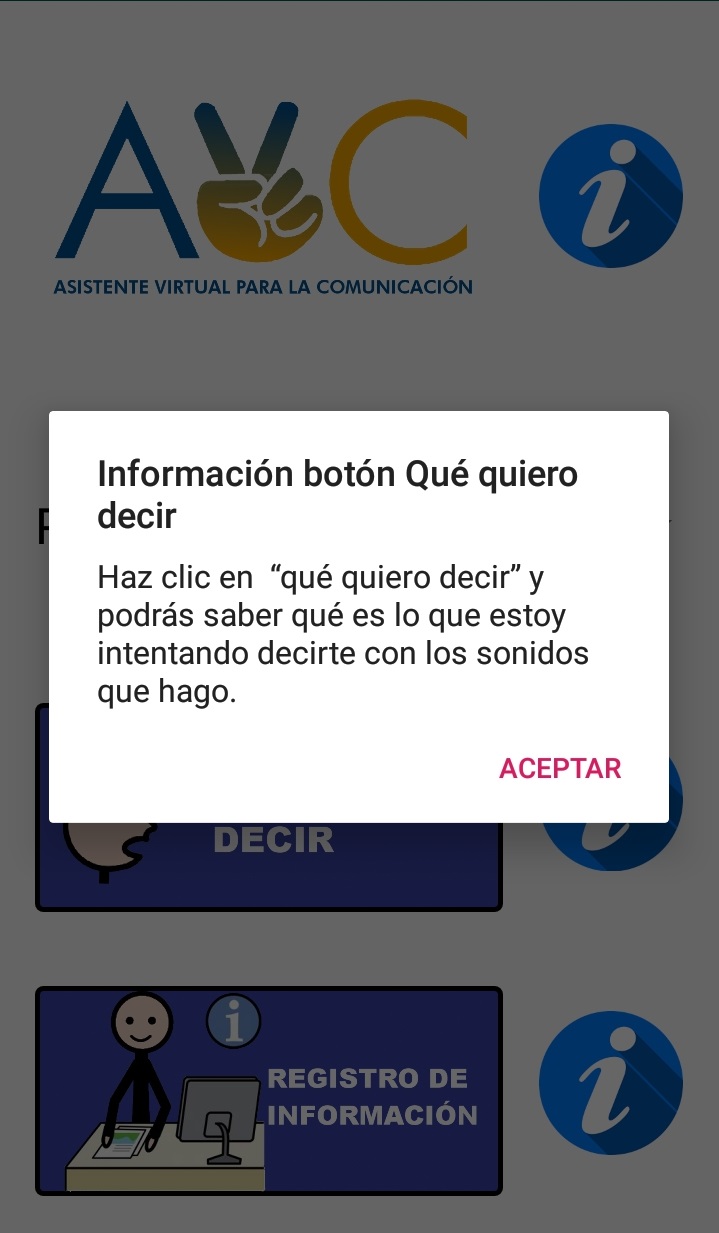 AVC
ASISTENTE VIRTUAL PARA LA COMUNICACIÓN
Información botón Qué quiero
decir
Haz clic en “qué quiero decir” y
podrás saber qué es lo que estoy
intentando decirte con los sonidos
que hago.
ACEPTAR
DECIR
REGISTRO DE
INFORMACIÓN